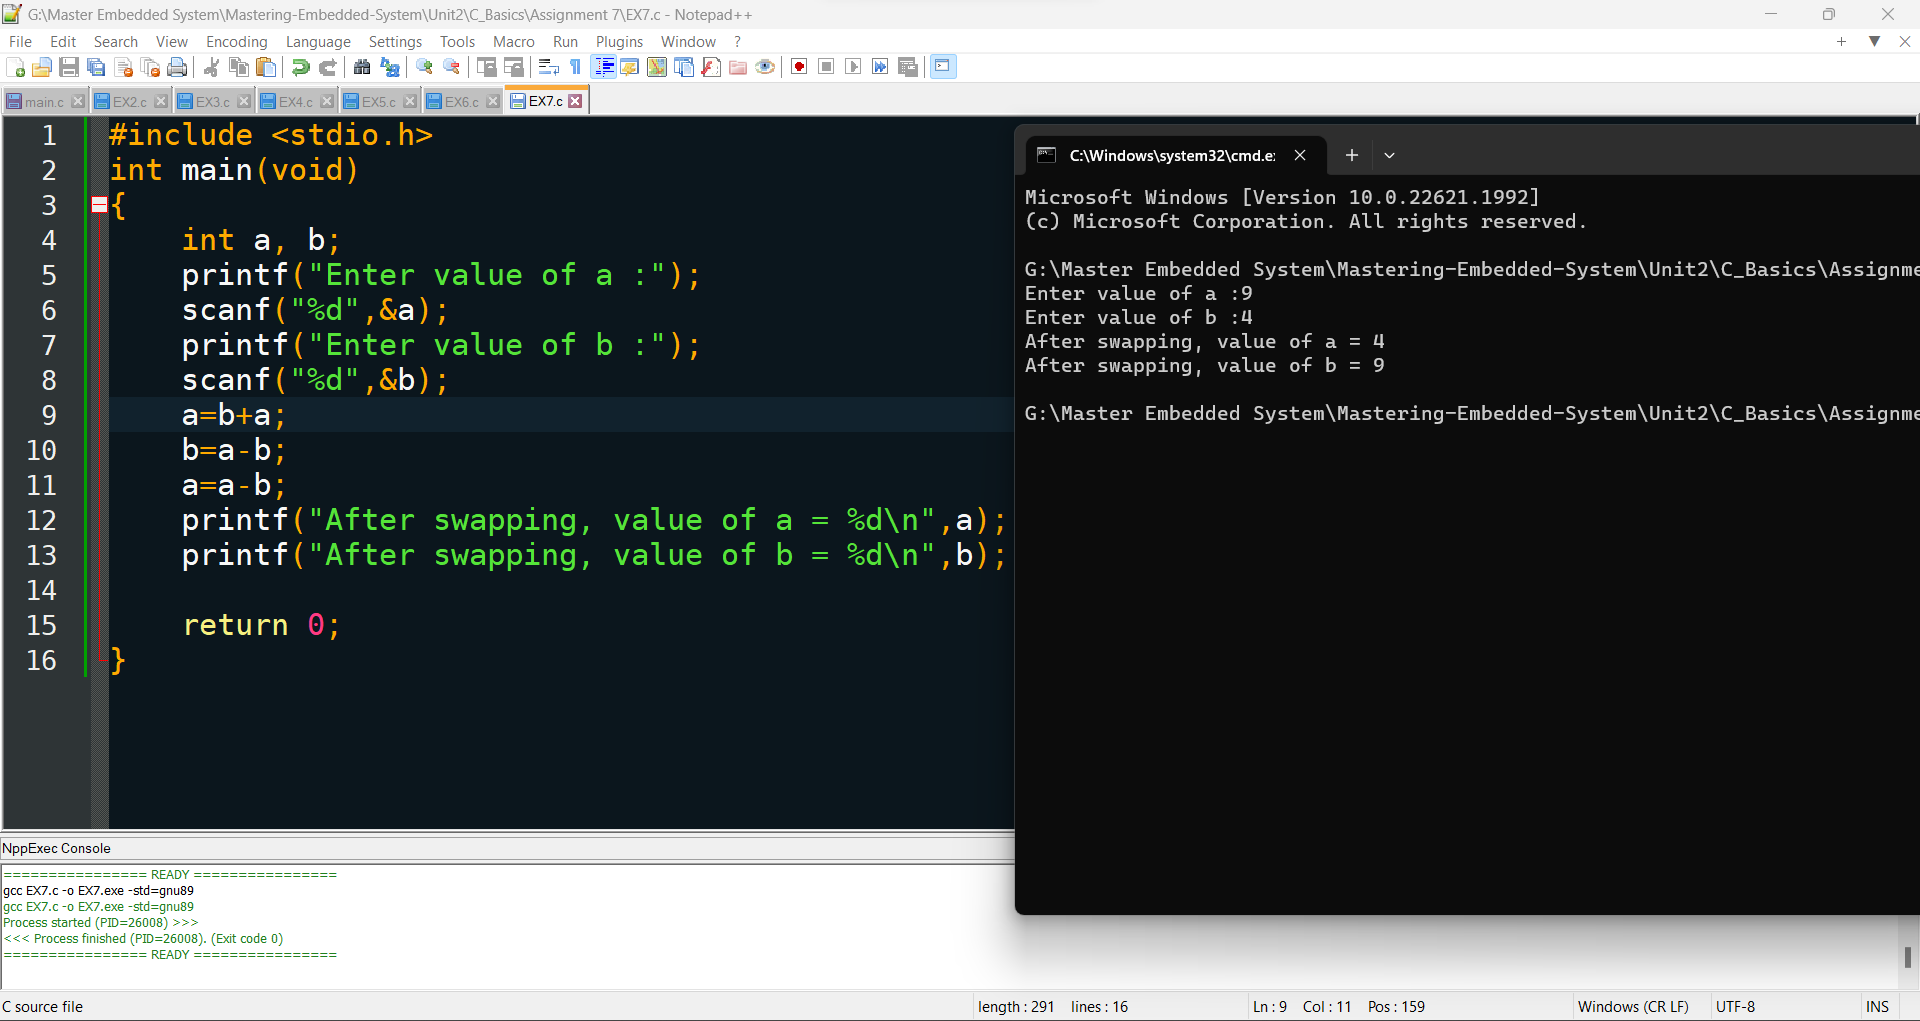 G:\Master Embedded System\Mastering-Embedded-System\Unit2\C_Basics\Assignment 7\EX7.c - Notepad++
File Edit Search View Encoding Language Settings Tools Macro Run Plugins Window ?
main.c EX2.c EX3.c EX4.c EX5.c EX6.c EX7.c
1 #include <stdio.h>
2 int main(void)
3 {
4 int a, b;
5 printf("Enter value of a :");
6 scanf("%d",&a);
7 printf("Enter value of b :");
8 scanf("%d",&b);
9 a=b+a;
10 b=a-b;
11 a=a-b;
12 printf("After swapping, value of a = %d\n",a);
13 printf("After swapping, value of b = %d\n",b);
14
15 return 0;
16 }
C:\Windows\system32\cmd.e:
Microsoft Windows [Version 10.0.22621.1992]
(c) Microsoft Corporation. All rights reserved.
G:\Master Embedded System\Mastering-Embedded-System\Unit2\C_Basics\Assignme
Enter value of a :9
Enter value of b :4
After swapping, value of a = 4
After swapping, value of b = 9
G:\Master Embedded System\Mastering-Embedded-System\Unit2\C_Basics\Assignme
NppExec Console
================ READY ================
gcc EX7.c -o EX7.exe -std=gnu89
gcc EX7.c -o EX7.exe -std=gnu89
Process started (PID=26008) >>>
<<< Process finished (PID=26008). (Exit code 0)
================ READY ================
C source file length : 291 lines : 16 Ln : 9 Col : 11 Pos : 159 Windows (CR LF) UTF-8 INS